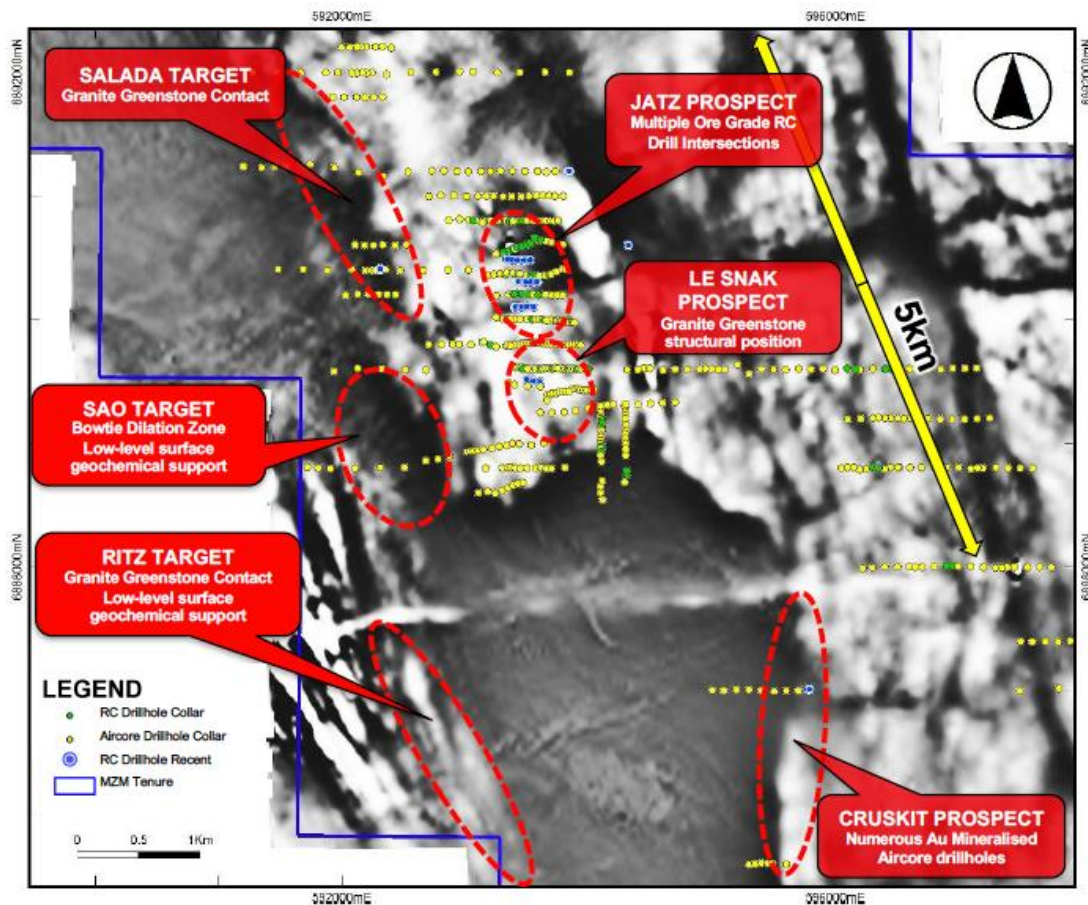 592000mE
596000mE
6892000mN
6892000mN
SALADA TARGET
Granite Greenstone Contact
JATZ PROSPECT
Multiple Ore Grade RC
Drill Intersections
LE SNAK
PROSPECT
Granite Greenstone
structural position
5km
SAO TARGET
Bowtie Dilation Zone
Low-level surface
geochemical support
RITZ TARGET
Granite Greenstone Contact
Low-level surface
geochemical support
6888000mN
6888000mN
LEGEND
RC Drillhole Collar
Aircore Drillhole Collar
RC Drillhole Recent
MZM Tenure
0 0.5 1Km
CRUSKIT PROSPECT
Numerous Au Mineralised
Aircore drillholes
592000mE
596000mE